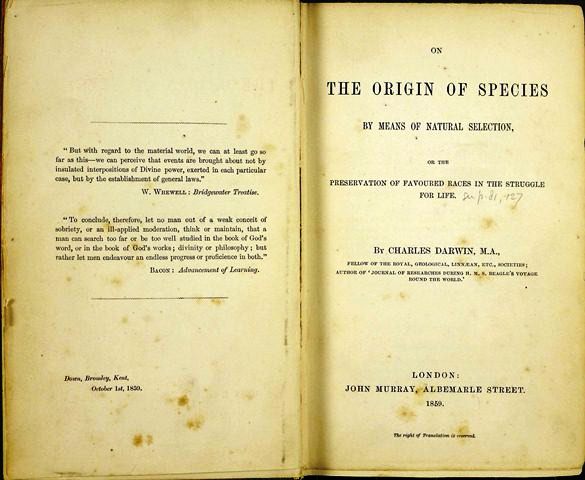 “ But with regard to the material world, we can at least go so
far as this—we can perceive that events are brought about not by
insulated interpositions of Divine power, exerted in each particular
case, but by the establishment of general laws.”
W. WHEWELL : Bridgewater Treatise.
“ To conclude, therefore, let no man out of a weak conceit of
sobriety, or an ill-applied moderation, think or maintain, that a
man can search too far or be too well studied in the book of God’s
word, or in the book of God’s works ; divinity or philosophy ; but
rather let men endeavour an endless progress or proficience in both.”
BACON : Advancement of Learning.
Down, Bromley, Kent,
October 1st, 1859.
ON
THE ORIGIN OF SPECIES
BY MEANS OF NATURAL SELECTION,
OR THE
PRESERVATION OF FAVOURED RACES IN THE STRUGGLE
FOR LIFE.
BY CHARLES DARWIN, M.A.,
FELLOW OF THE ROYAL, GEOLOGICAL, LINNÆAN, ETC., SOCIETIES ;
AUTHOR OF ‘JOURNAL OF RESEARCHES DURING H. M. S. BEAGLE’S VOYAGE
ROUND THE WORLD.’
LONDON:
JOHN MURRAY, ALBEMARLE STREET.
1859.
The right of Translation is reserved.